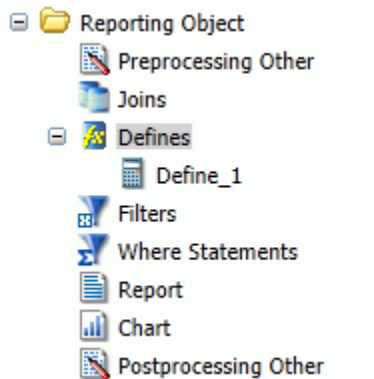 Reporting Object
Preprocessing Other
Joins
Defines
Define_1
Filters
Where Statements
Report
Chart
Postprocessing Other